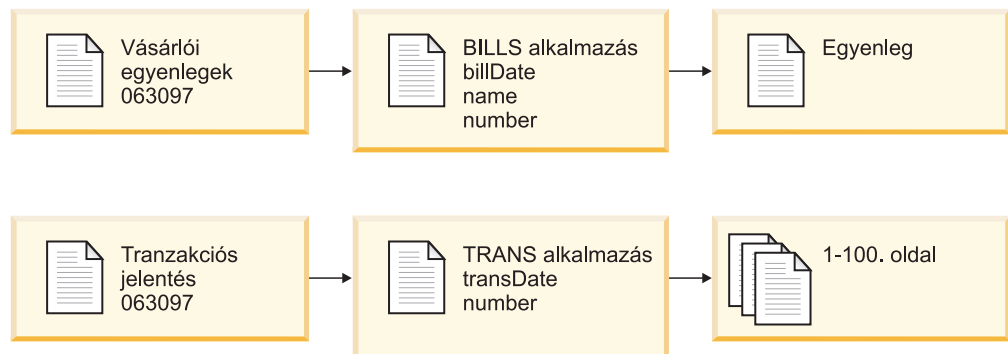 Vásárlói
egyenlegek
063097
BILLS alkalmazás
billDate
name
number
Egyenleg
Tranzakciós
jelentés
063097
TRANS alkalmazás
transDate
number
1-100. oldal